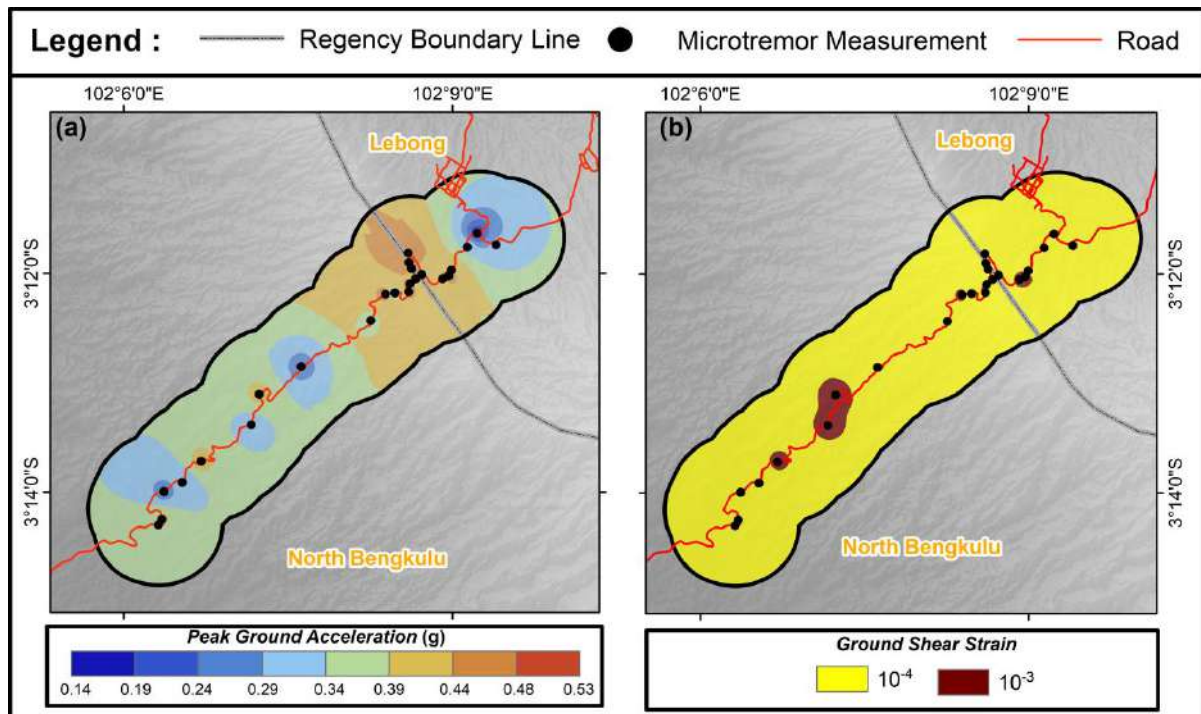 Legend : Regency Boundary Line Microtremor Measurement Road
102°6'0"E 102°9'0"E 102°6'0"E 102°9'0"E
(a) Lebong (b) Lebong
3°12'0"S 3°12'0"S
3°14'0"S 3°14'0"S
North Bengkulu North Bengkulu
Peak Ground Acceleration (g)
0.14 0.19 0.24 0.29 0.34 0.39 0.44 0.48 0.53
Ground Shear Strain
10⁻⁴ 10⁻³